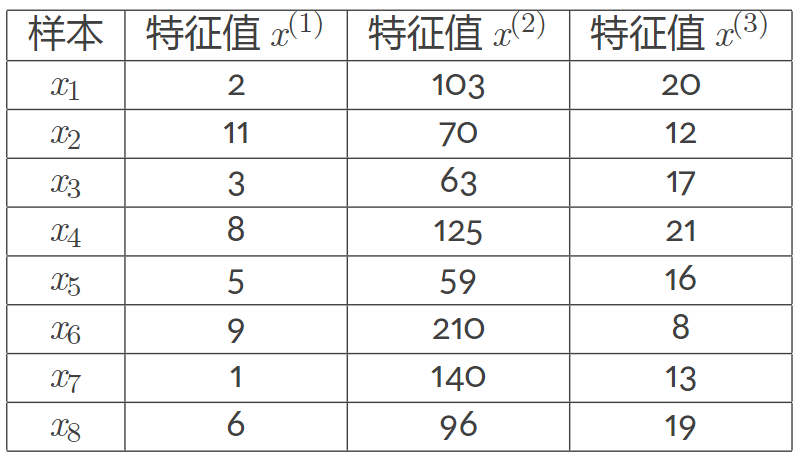 样本 特征值 x^(1) 特征值 x^(2) 特征值 x^(3)
x_1 2 103 20
x_2 11 70 12
x_3 3 63 17
x_4 8 125 21
x_5 5 59 16
x_6 9 210 8
x_7 1 140 13
x_8 6 96 19